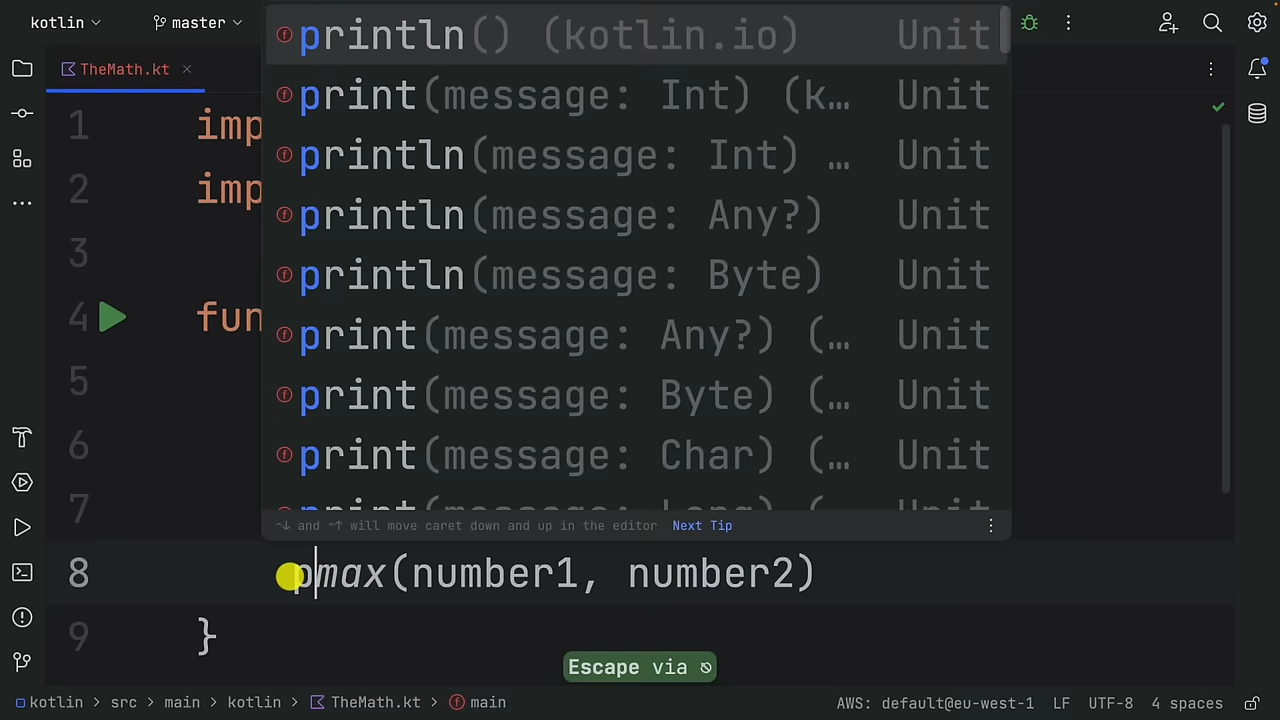 kotlin
master
TheMath.kt
println() (kotlin.io) Unit
print(message: Int) (k… Unit
println(message: Int) … Unit
println(message: Any?) Unit
println(message: Byte) Unit
print(message: Any?) (… Unit
print(message: Byte) (… Unit
print(message: Char) (… Unit
print(message: Long) (… Unit
^↓ and ^↑ will move caret down and up in the editor Next Tip
1 imp
2 imp
3
4 fun
5
6
7
8 pmax(number1, number2)
9 }
Escape via ⎋
kotlin > src > main > kotlin > TheMath.kt > main
AWS: default@eu-west-1 LF UTF-8 4 spaces